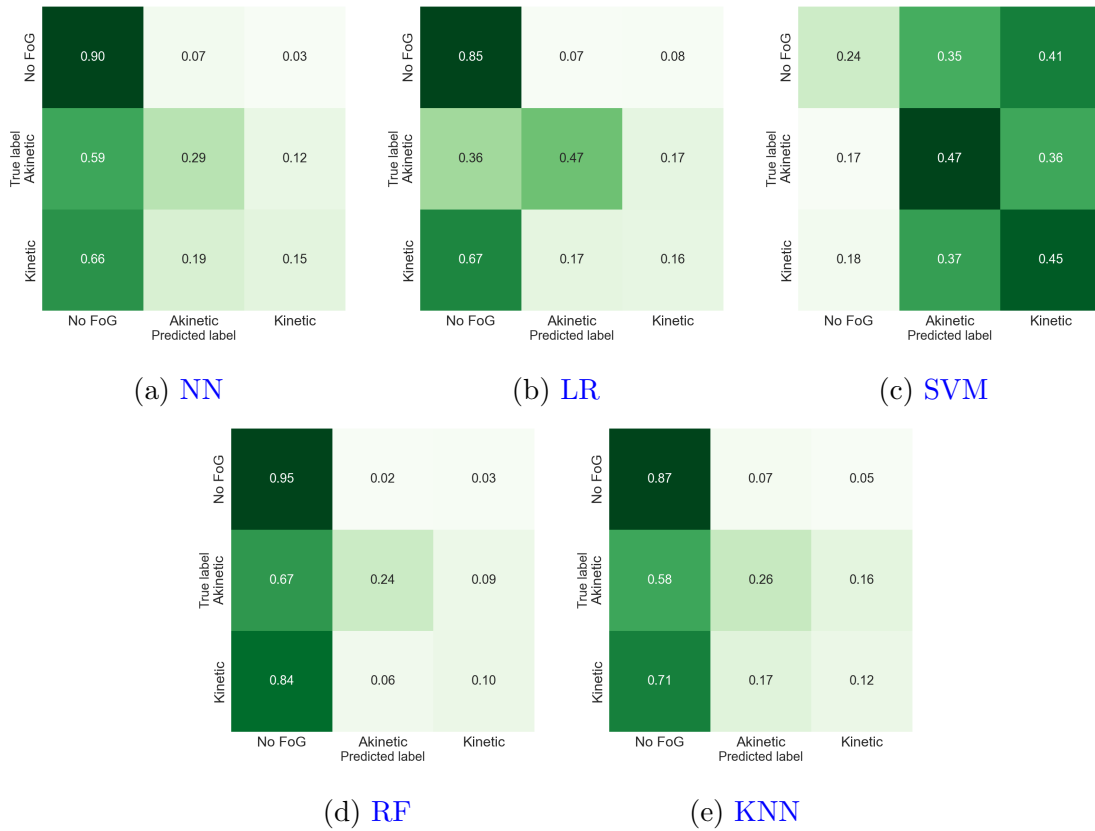 No FoG 0.90 0.07 0.03
True label
Akinetic 0.59 0.29 0.12
Kinetic 0.66 0.19 0.15
No FoG Akinetic Kinetic
Predicted label
(a) NN
No FoG 0.85 0.07 0.08
True label
Akinetic 0.36 0.47 0.17
Kinetic 0.67 0.17 0.16
No FoG Akinetic Kinetic
Predicted label
(b) LR
No FoG 0.24 0.35 0.41
True label
Akinetic 0.17 0.47 0.36
Kinetic 0.18 0.37 0.45
No FoG Akinetic Kinetic
Predicted label
(c) SVM
No FoG 0.95 0.02 0.03
True label
Akinetic 0.67 0.24 0.09
Kinetic 0.84 0.06 0.10
No FoG Akinetic Kinetic
Predicted label
(d) RF
No FoG 0.87 0.07 0.05
True label
Akinetic 0.58 0.26 0.16
Kinetic 0.71 0.17 0.12
No FoG Akinetic Kinetic
Predicted label
(e) KNN